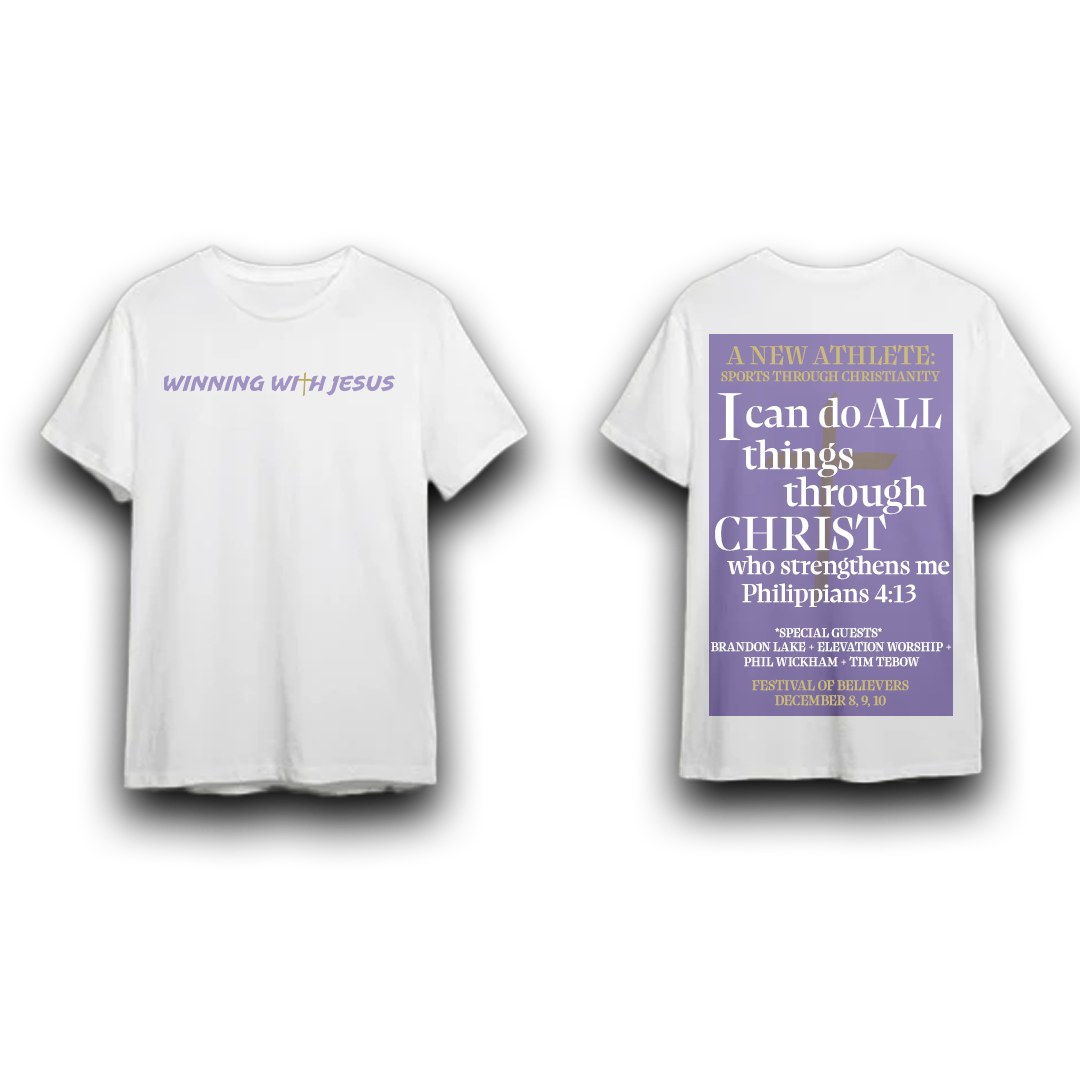 WINNING WITH JESUS
A NEW ATHLETE:
SPORTS THROUGH CHRISTIANITY
I can do ALL
things
through
CHRIST
who strengthens me
Philippians 4:13
*SPECIAL GUESTS*
BRANDON LAKE + ELEVATION WORSHIP +
PHIL WICKHAM + TIM TEBOW
FESTIVAL OF BELIEVERS
DECEMBER 8, 9, 10